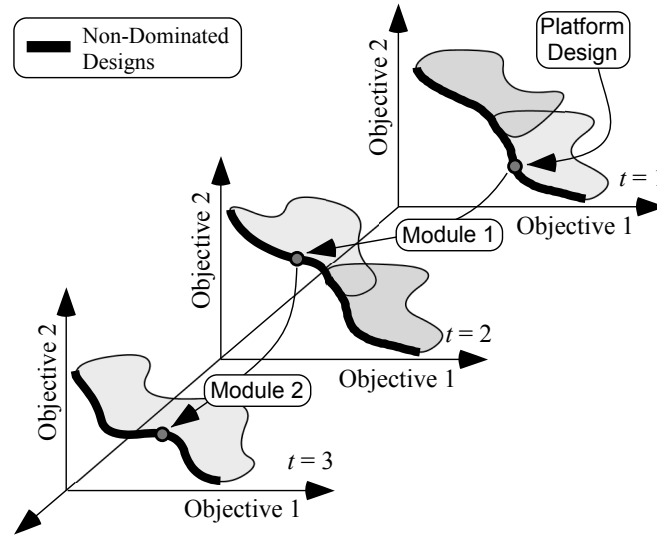 Non-Dominated
Designs
Platform
Design
Objective 2
t = 1
Objective 1
Module 1
Objective 2
t = 2
Objective 1
Module 2
Objective 2
t = 3
Objective 1